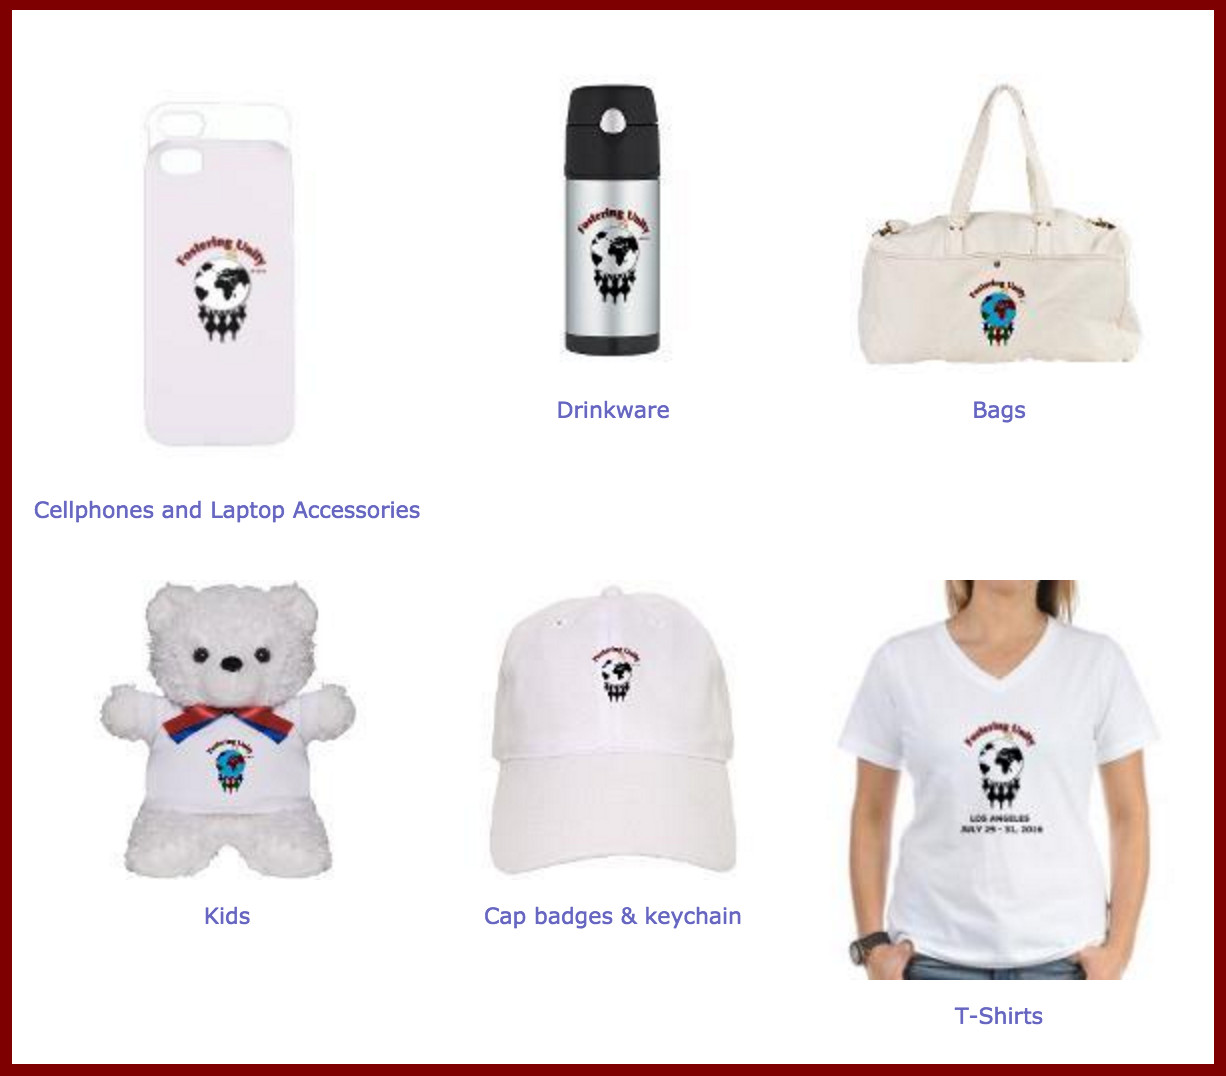 Fostering Unity
Fostering Unity
Fostering Unity
Drinkware
Bags
Cellphones and Laptop Accessories
Fostering Unity
Fostering Unity
Fostering Unity
LOS ANGELES
JULY 29 - 31, 2016
Kids
Cap badges & keychain
T-Shirts